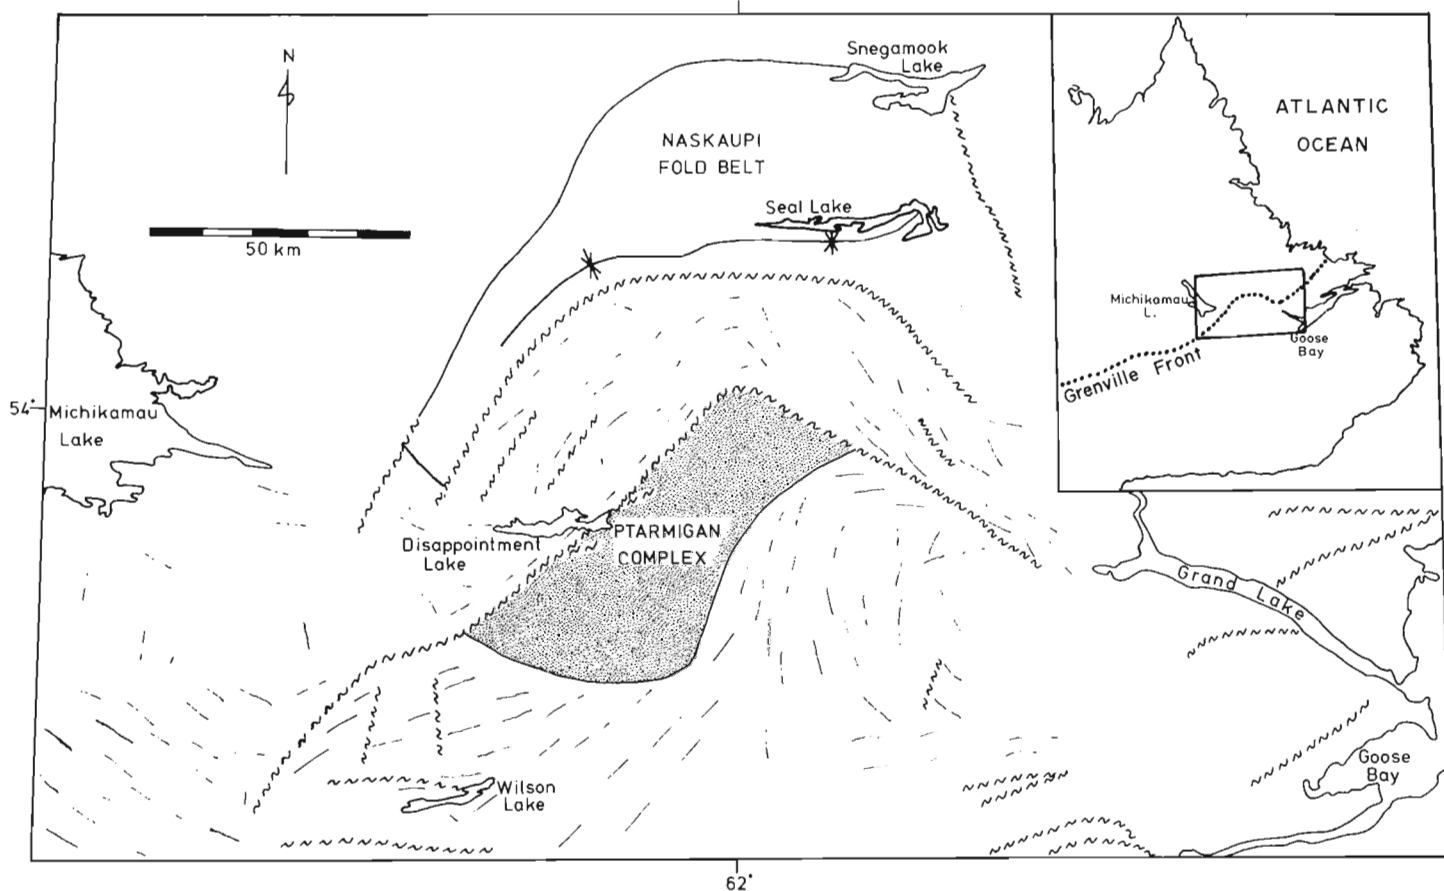 Snegamook
Lake
N
ATLANTIC
OCEAN
NASKAUPI
FOLD BELT
Seal Lake
50 km
Michikamau
L.
Goose
Bay
Grenville Front
54°
Michikamau
Lake
PTARMIGAN
COMPLEX
Disappointment
Lake
Grand Lake
Goose
Bay
Wilson
Lake
62°